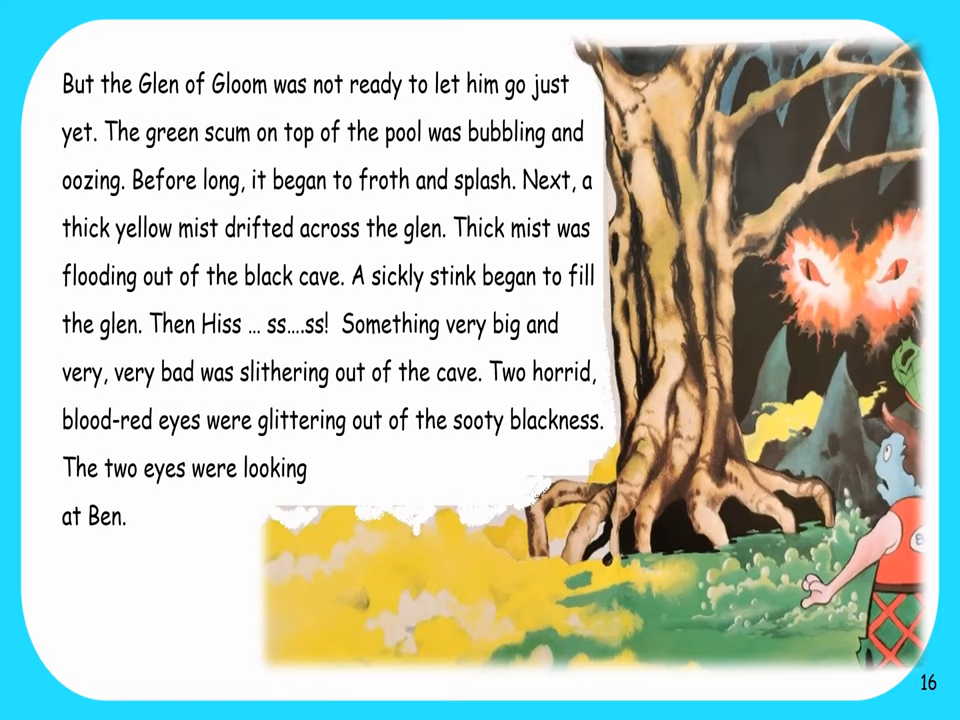 But the Glen of Gloom was not ready to let him go just
yet. The green scum on top of the pool was bubbling and
oozing. Before long, it began to froth and splash. Next, a
thick yellow mist drifted across the glen. Thick mist was
flooding out of the black cave. A sickly stink began to fill
the glen. Then Hiss … ss….ss!  Something very big and
very, very bad was slithering out of the cave. Two horrid,
blood-red eyes were glittering out of the sooty blackness.
The two eyes were looking
at Ben.
16